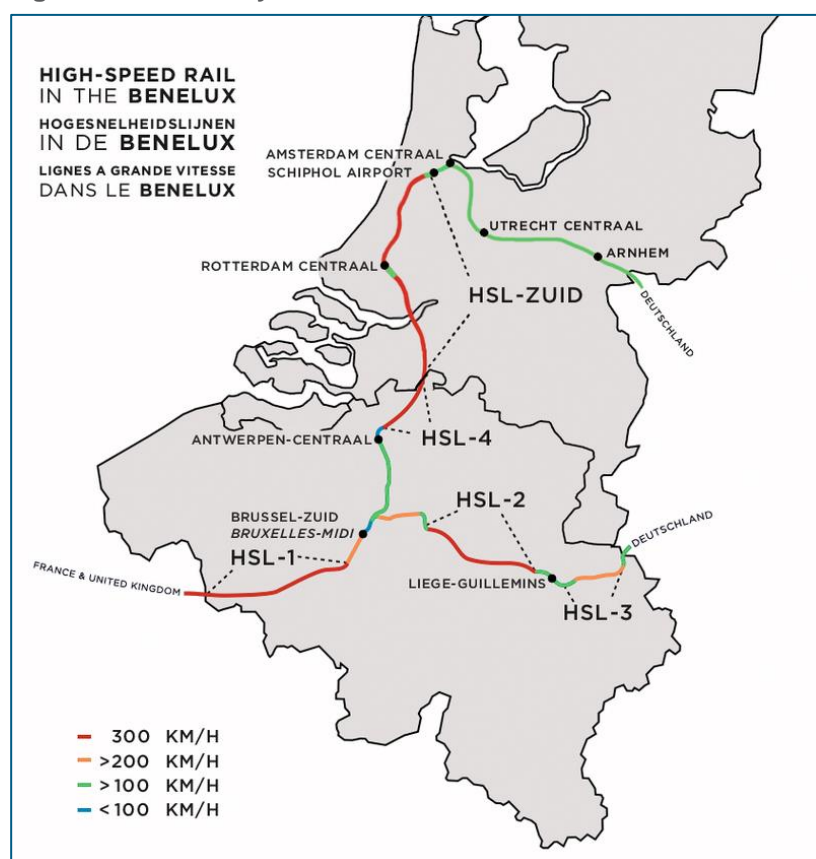 HIGH-SPEED RAIL
IN THE BENELUX
HOGESNELHEIDSLIJNEN
IN DE BENELUX
LIGNES A GRANDE VITESSE
DANS LE BENELUX
AMSTERDAM CENTRAAL
SCHIPHOL AIRPORT
UTRECHT CENTRAAL
ARNHEM
ROTTERDAM CENTRAAL
HSL-ZUID
DEUTSCHLAND
ANTWERPEN-CENTRAAL
HSL-4
HSL-2
BRUSSEL-ZUID
BRUXELLES-MIDI
DEUTSCHLAND
HSL-1
FRANCE & UNITED KINGDOM
LIEGE-GUILLEMINS
HSL-3
300 KM/H
>200 KM/H
>100 KM/H
<100 KM/H